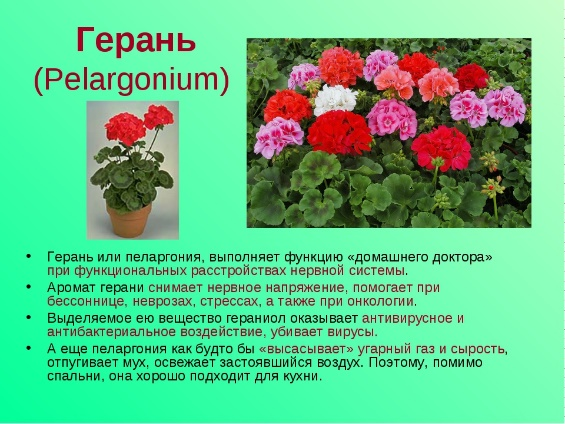 Герань
(Pelargonium)
• Герань или пеларгония, выполняет функцию «домашнего доктора»
при функциональных расстройствах нервной системы.
• Аромат герани снимает нервное напряжение, помогает при
бессоннице, неврозах, стрессах, а также при онкологии.
• Выделяемое ею вещество гераниол оказывает антивирусное и
антибактериальное воздействие, убивает вирусы.
• А еще пеларгония как будто бы «высасывает» угарный газ и сырость,
отпугивает мух, освежает застоявшийся воздух. Поэтому, помимо
спальни, она хорошо подходит для кухни.